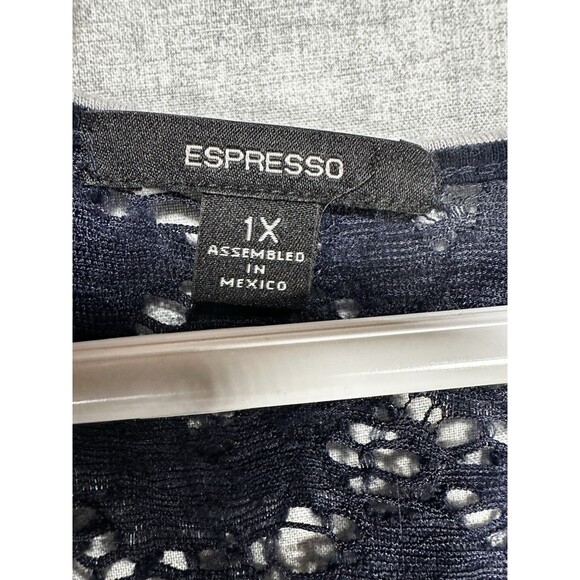 ESPRESSO
1X
ASSEMBLED
IN
MEXICO